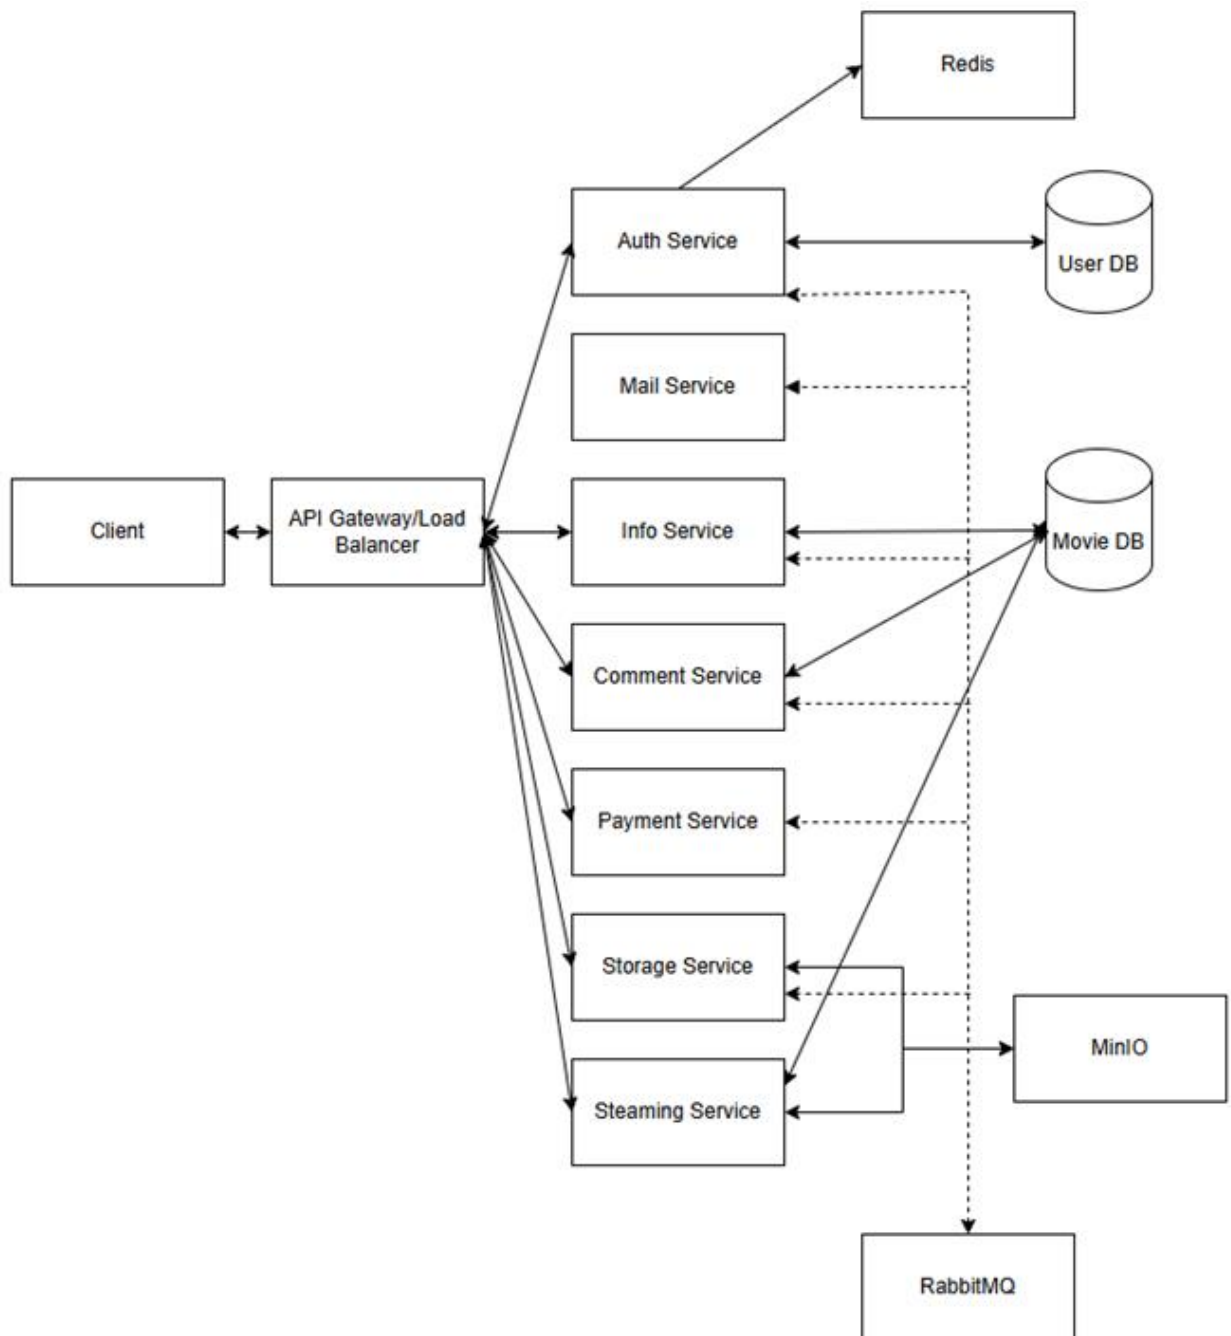 Redis
Auth Service
User DB
Mail Service
Client
API Gateway/Load
Balancer
Info Service
Movie DB
Comment Service
Payment Service
Storage Service
MinIO
Steaming Service
RabbitMQ